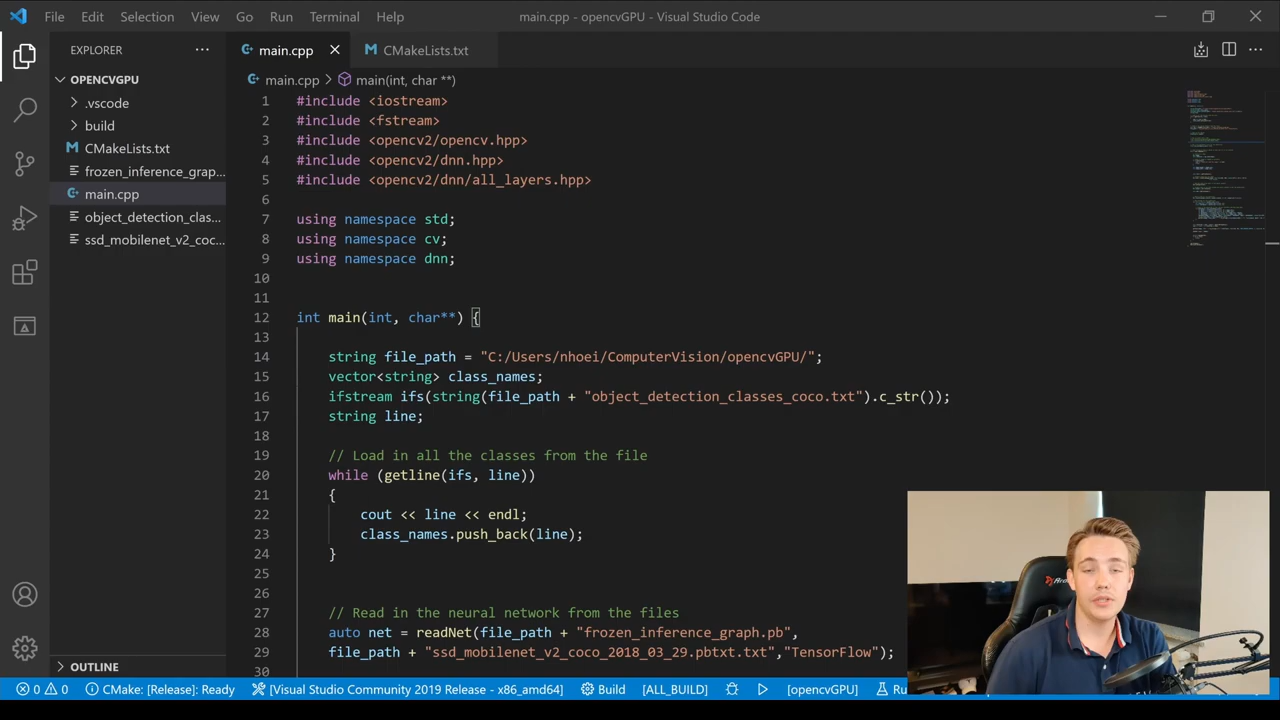 File Edit Selection View Go Run Terminal Help main.cpp - opencvGPU - Visual Studio Code
EXPLORER
OPENCVGPU
.vscode
build
CMakeLists.txt
frozen_inference_grap...
main.cpp
object_detection_clas...
ssd_mobilenet_v2_coc...
OUTLINE
main.cpp CMakeLists.txt
main.cpp > main(int, char **)
1 #include <iostream>
2 #include <fstream>
3 #include <opencv2/opencv.hpp>
4 #include <opencv2/dnn.hpp>
5 #include <opencv2/dnn/all_layers.hpp>
6
7 using namespace std;
8 using namespace cv;
9 using namespace dnn;
10
11
12 int main(int, char**) {
13
14 string file_path = "C:/Users/nhoei/ComputerVision/opencvGPU/";
15 vector<string> class_names;
16 ifstream ifs(string(file_path + "object_detection_classes_coco.txt").c_str());
17 string line;
18
19 // Load in all the classes from the file
20 while (getline(ifs, line))
21 {
22 cout << line << endl;
23 class_names.push_back(line);
24 }
25
26
27 // Read in the neural network from the files
28 auto net = readNet(file_path + "frozen_inference_graph.pb",
29 file_path + "ssd_mobilenet_v2_coco_2018_03_29.pbtxt.txt","TensorFlow");
30
0 0 CMake: [Release]: Ready [Visual Studio Community 2019 Release - x86_amd64] Build [ALL_BUILD] [opencvGPU]